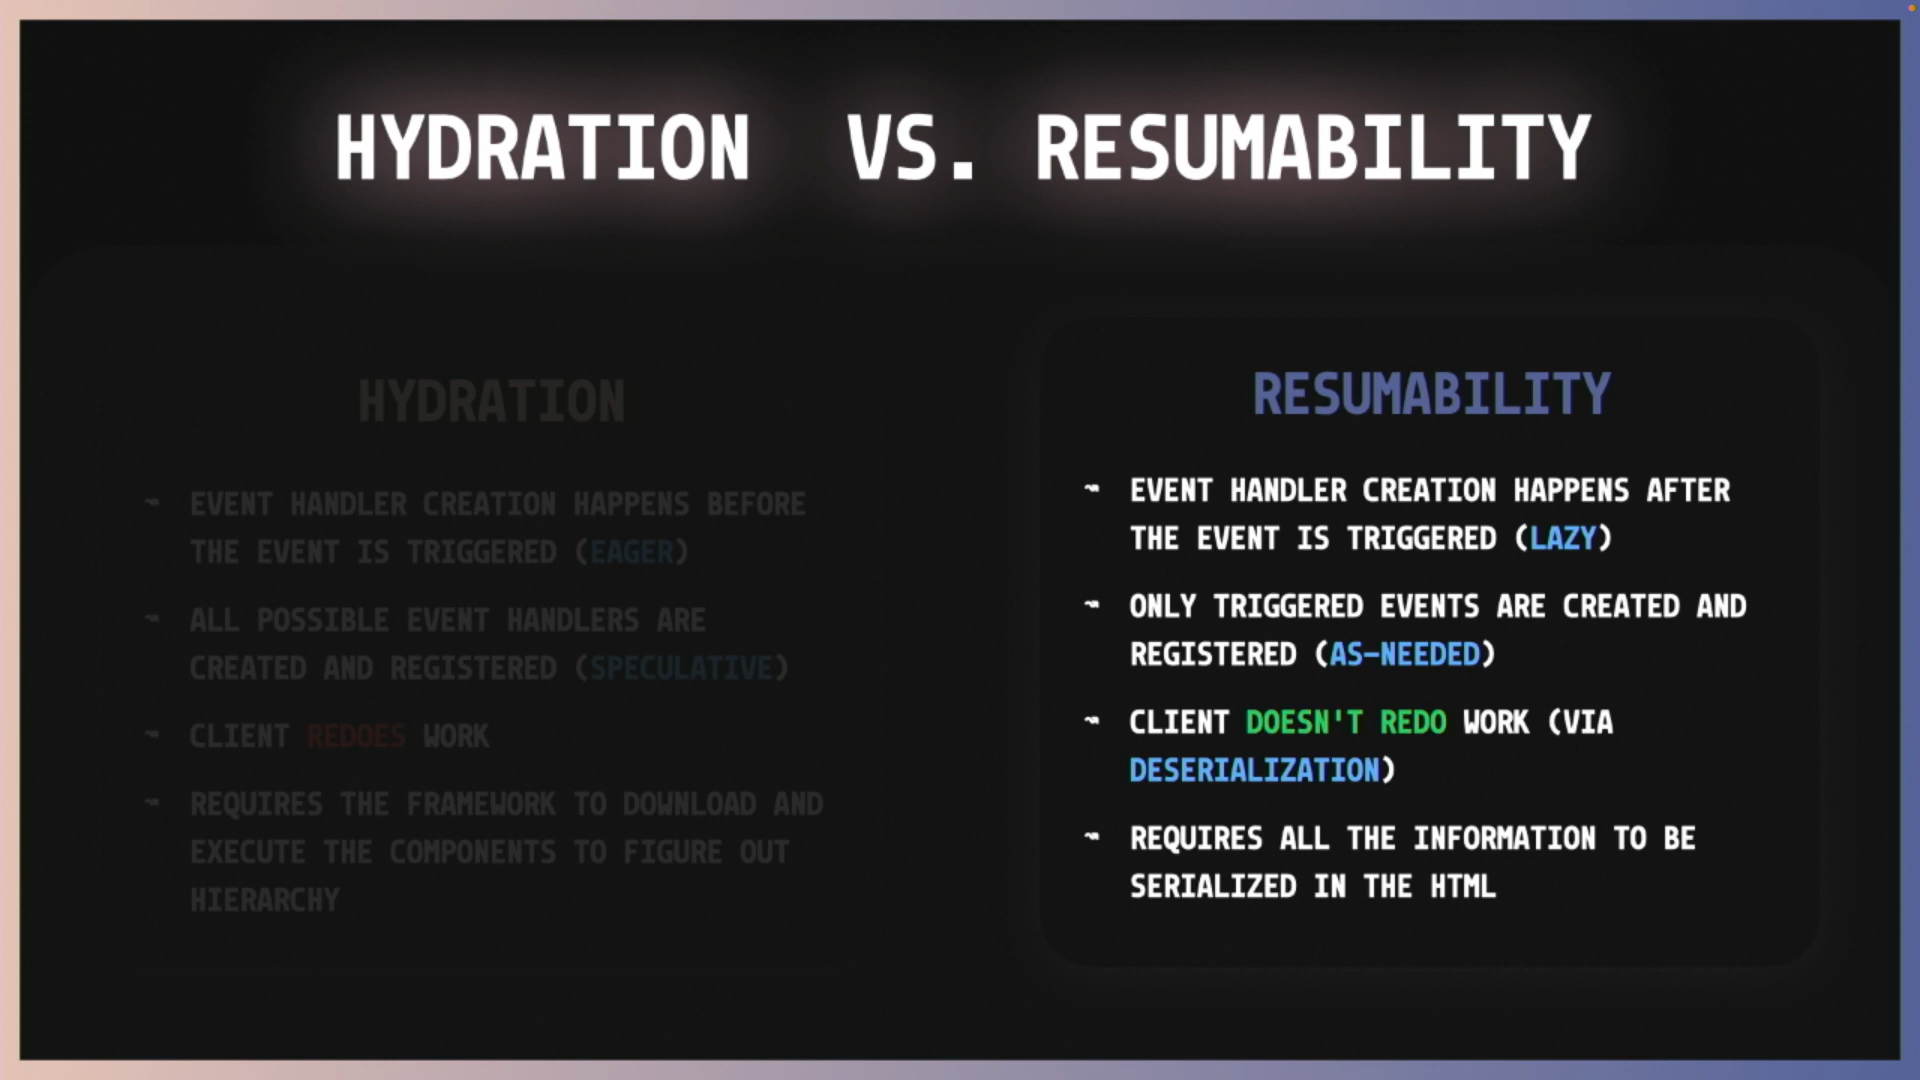 HYDRATION VS. RESUMABILITY
HYDRATION
~ EVENT HANDLER CREATION HAPPENS BEFORE
THE EVENT IS TRIGGERED (EAGER)
~ ALL POSSIBLE EVENT HANDLERS ARE
CREATED AND REGISTERED (SPECULATIVE)
~ CLIENT REDOES WORK
~ REQUIRES THE FRAMEWORK TO DOWNLOAD AND
EXECUTE THE COMPONENTS TO FIGURE OUT
HIERARCHY
RESUMABILITY
~ EVENT HANDLER CREATION HAPPENS AFTER
THE EVENT IS TRIGGERED (LAZY)
~ ONLY TRIGGERED EVENTS ARE CREATED AND
REGISTERED (AS-NEEDED)
~ CLIENT DOESN'T REDO WORK (VIA
DESERIALIZATION)
~ REQUIRES ALL THE INFORMATION TO BE
SERIALIZED IN THE HTML